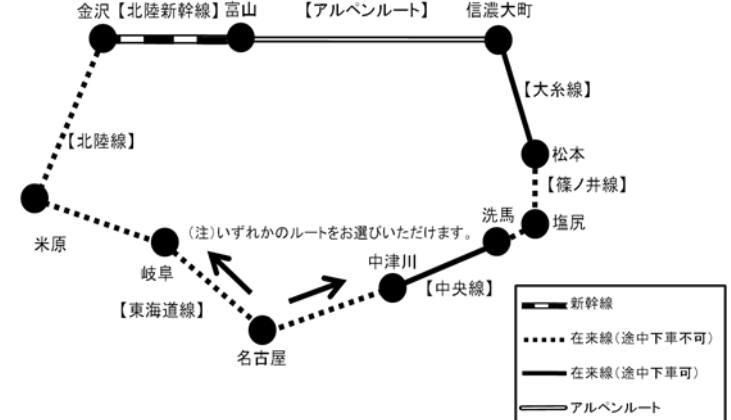 金沢【北陸新幹線】富山 【アルペンルート】 信濃大町
【大糸線】
【北陸線】
松本
【篠ノ井線】
洗馬
塩尻
(注)いずれかのルートをお選びいただけます。
米原
岐阜
中津川
【中央線】
【東海道線】
名古屋
新幹線
在来線(途中下車不可)
在来線(途中下車可)
アルペンルート